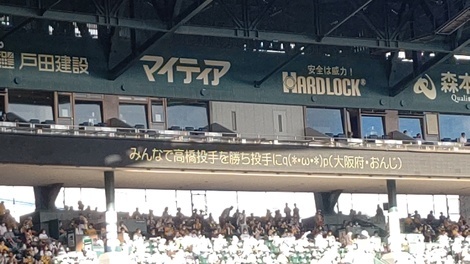 戸田建設
マイティア
安全は威力!
HARDLOCK®
森
Quali
みんなで高橋投手を勝ち投手にq(*・ω・*)p(大阪府・おんじ)